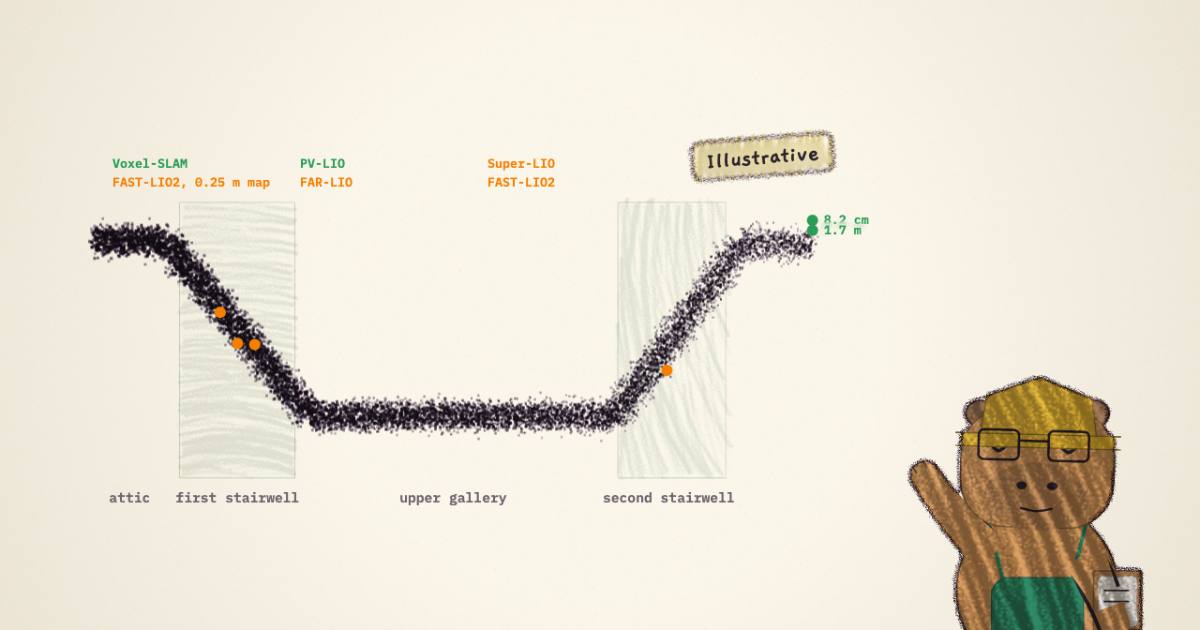 Voxel-SLAM
FAST-LIO2, 0.25 m map
PV-LIO
FAR-LIO
Super-LIO
FAST-LIO2
Illustrative
8.2 cm
1.7 m
attic
first stairwell
upper gallery
second stairwell